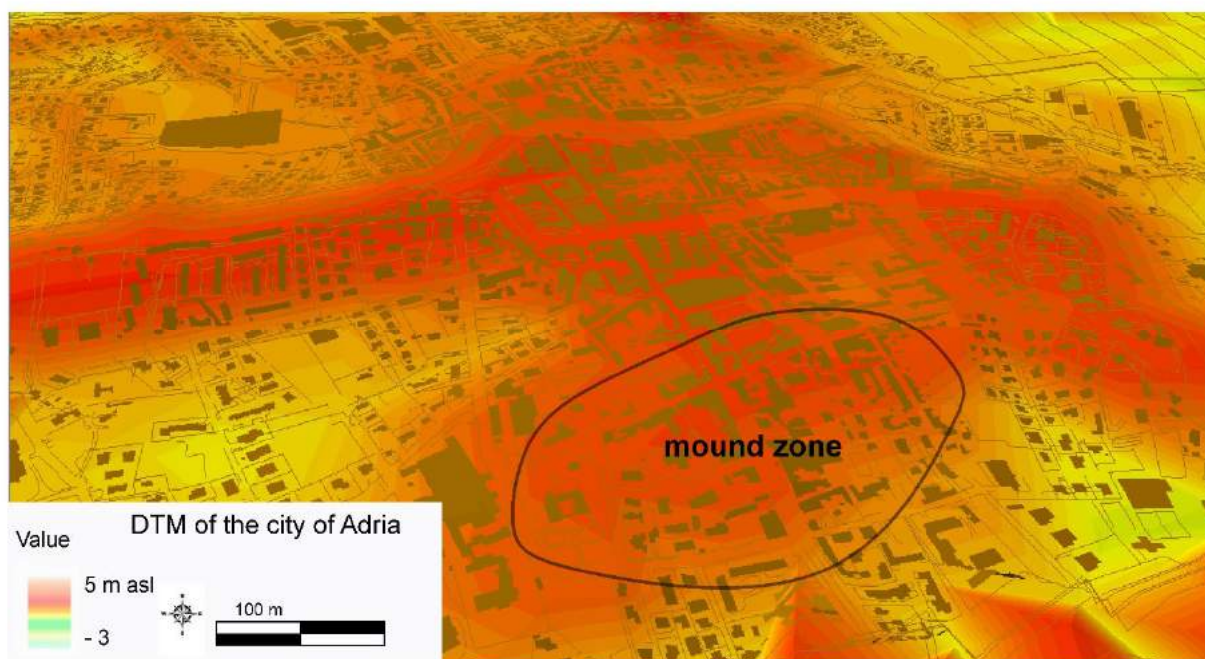 mound zone
DTM of the city of Adria
Value
5 m asl
- 3
100 m